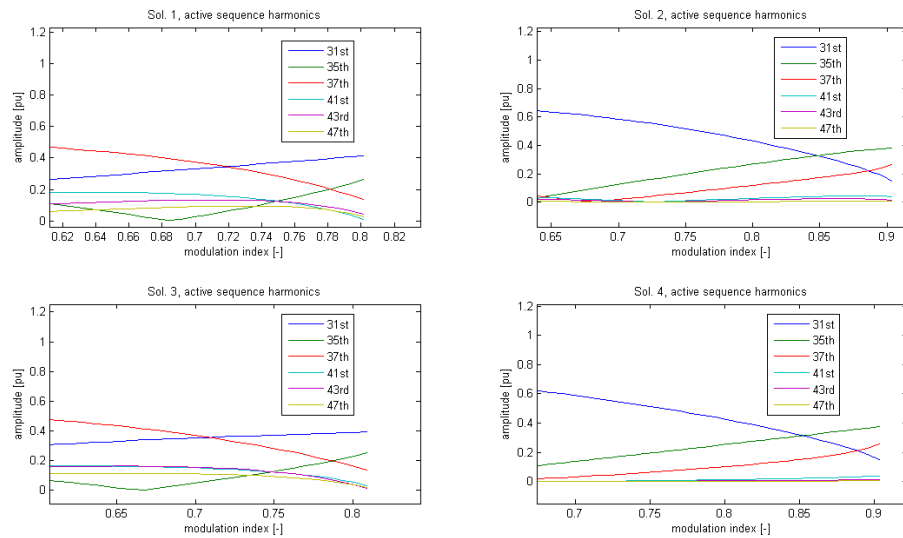 Sol. 1, active sequence harmonics
1.2
1
0.8
0.6
0.4
0.2
0
amplitude [pu]
31st
35th
37th
41st
43rd
47th
0.62 0.64 0.66 0.68 0.7 0.72 0.74 0.76 0.78 0.8 0.82
modulation index [-]
Sol. 2, active sequence harmonics
1.2
1
0.8
0.6
0.4
0.2
0
amplitude [pu]
31st
35th
37th
41st
43rd
47th
0.65 0.7 0.75 0.8 0.85 0.9
modulation index [-]
Sol. 3, active sequence harmonics
1.2
1
0.8
0.6
0.4
0.2
0
amplitude [pu]
31st
35th
37th
41st
43rd
47th
0.65 0.7 0.75 0.8
modulation index [-]
Sol. 4, active sequence harmonics
1.2
1
0.8
0.6
0.4
0.2
0
amplitude [pu]
31st
35th
37th
41st
43rd
47th
0.7 0.75 0.8 0.85 0.9
modulation index [-]